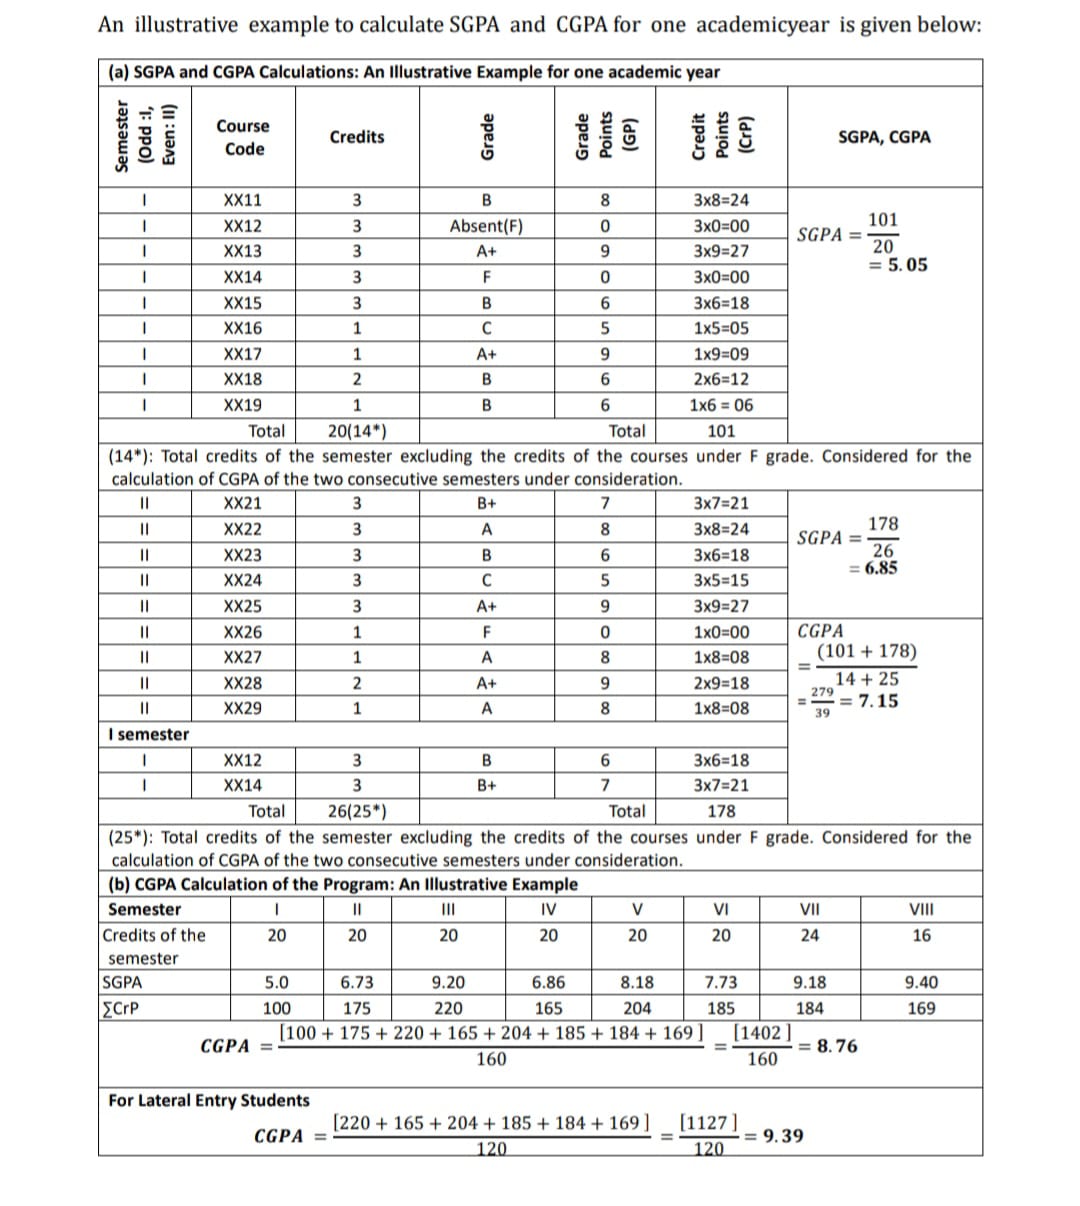 An illustrative example to calculate SGPA and CGPA for one academicyear is given below:
(a) SGPA and CGPA Calculations: An Illustrative Example for one academic year
Semester (Odd :I, Even: II) Course Code Credits Grade Grade Points (GP) Credit Points (CrP) SGPA, CGPA
I XX11 3 B 8 3x8=24
I XX12 3 Absent(F) 0 3x0=00
I XX13 3 A+ 9 3x9=27
I XX14 3 F 0 3x0=00
I XX15 3 B 6 3x6=18
I XX16 1 C 5 1x5=05
I XX17 1 A+ 9 1x9=09
I XX18 2 B 6 2x6=12
I XX19 1 B 6 1x6 = 06
SGPA = 101/20
= 5.05
Total 20(14*) Total 101
(14*): Total credits of the semester excluding the credits of the courses under F grade. Considered for the
calculation of CGPA of the two consecutive semesters under consideration.
II XX21 3 B+ 7 3x7=21
II XX22 3 A 8 3x8=24
II XX23 3 B 6 3x6=18
II XX24 3 C 5 3x5=15
II XX25 3 A+ 9 3x9=27
II XX26 1 F 0 1x0=00
II XX27 1 A 8 1x8=08
II XX28 2 A+ 9 2x9=18
II XX29 1 A 8 1x8=08
SGPA = 178/26
= 6.85
CGPA
= (101 + 178)/14 + 25
= 279/39 = 7.15
I semester
I XX12 3 B 6 3x6=18
I XX14 3 B+ 7 3x7=21
Total 26(25*) Total 178
(25*): Total credits of the semester excluding the credits of the courses under F grade. Considered for the
calculation of CGPA of the two consecutive semesters under consideration.
(b) CGPA Calculation of the Program: An Illustrative Example
Semester I II III IV V VI VII VIII
Credits of the semester 20 20 20 20 20 20 24 16
SGPA 5.0 6.73 9.20 6.86 8.18 7.73 9.18 9.40
∑CrP 100 175 220 165 204 185 184 169
CGPA = [100 + 175 + 220 + 165 + 204 + 185 + 184 + 169 ]/160 = [1402 ]/160 = 8.76
For Lateral Entry Students
CGPA = [220 + 165 + 204 + 185 + 184 + 169 ]/120 = [1127 ]/120 = 9.39